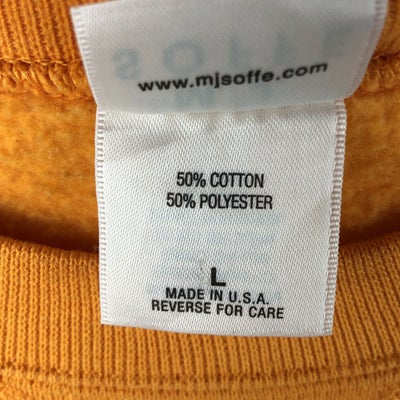 www.mjsoffe.com
50% COTTON
50% POLYESTER
L
MADE IN U.S.A.
REVERSE FOR CARE